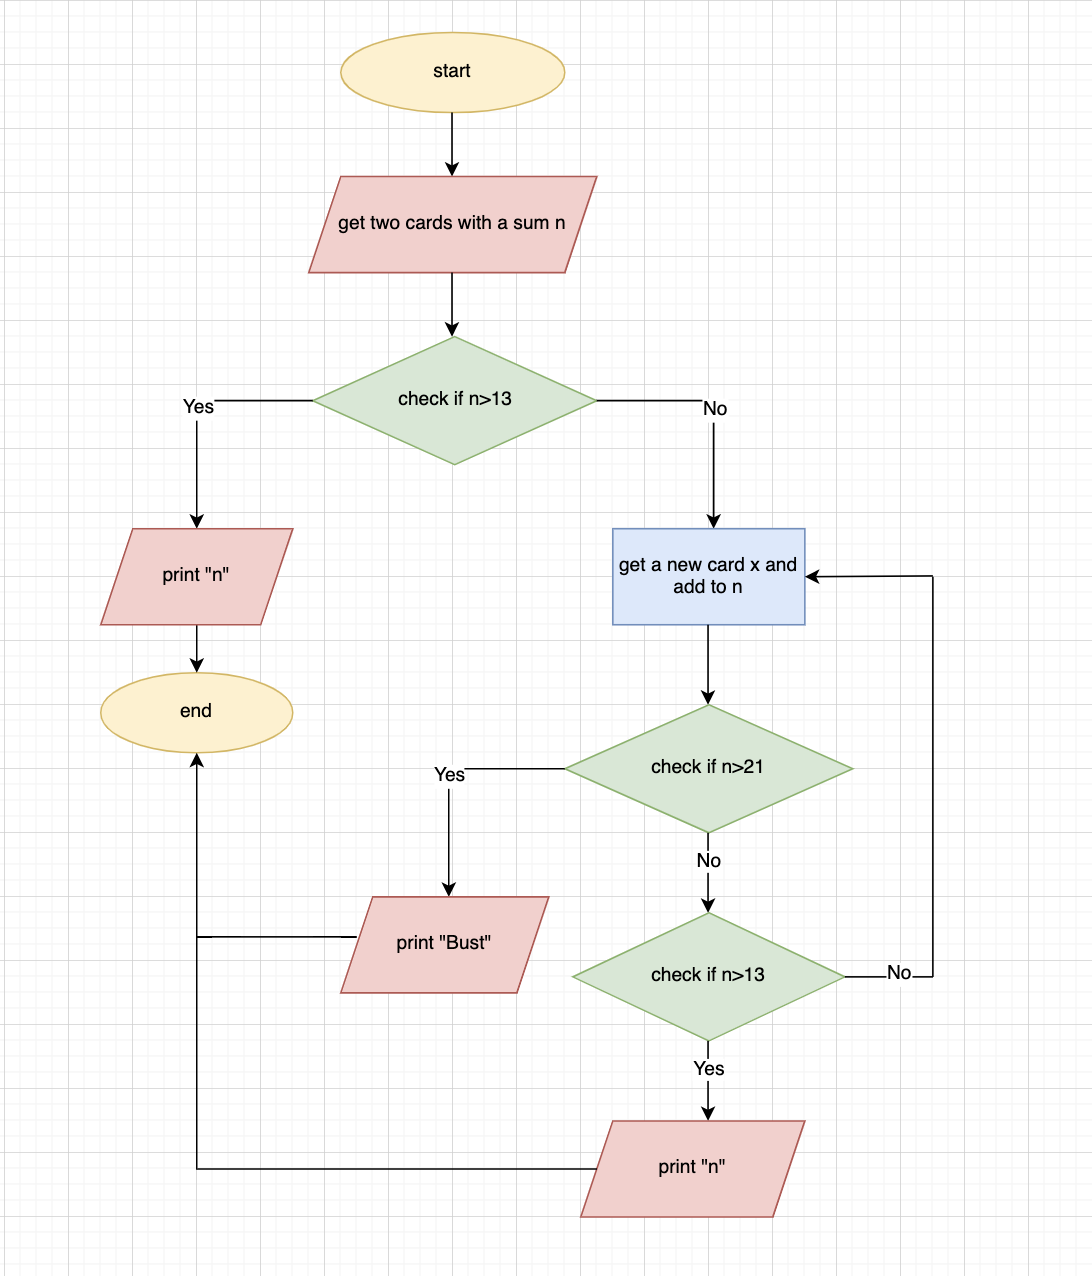 start
get two cards with a sum n
check if n>13
Yes
No
print "n"
get a new card x and
add to n
end
check if n>21
Yes
No
print "Bust"
check if n>13
No
Yes
print "n"